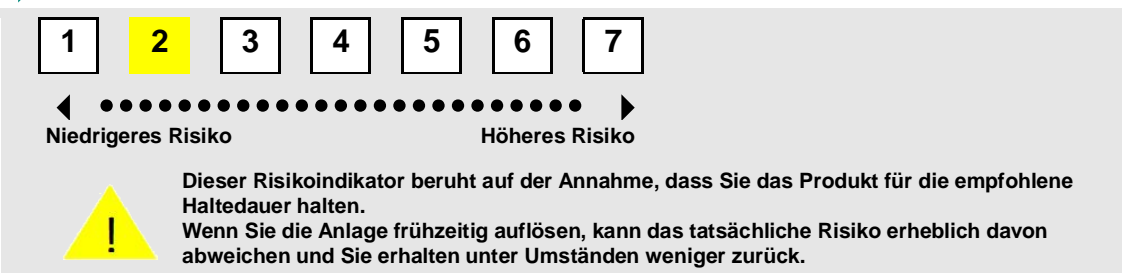 1 2 3 4 5 6 7
Niedrigeres Risiko Höheres Risiko
!
Dieser Risikoindikator beruht auf der Annahme, dass Sie das Produkt für die empfohlene
Haltedauer halten.
Wenn Sie die Anlage frühzeitig auflösen, kann das tatsächliche Risiko erheblich davon
abweichen und Sie erhalten unter Umständen weniger zurück.